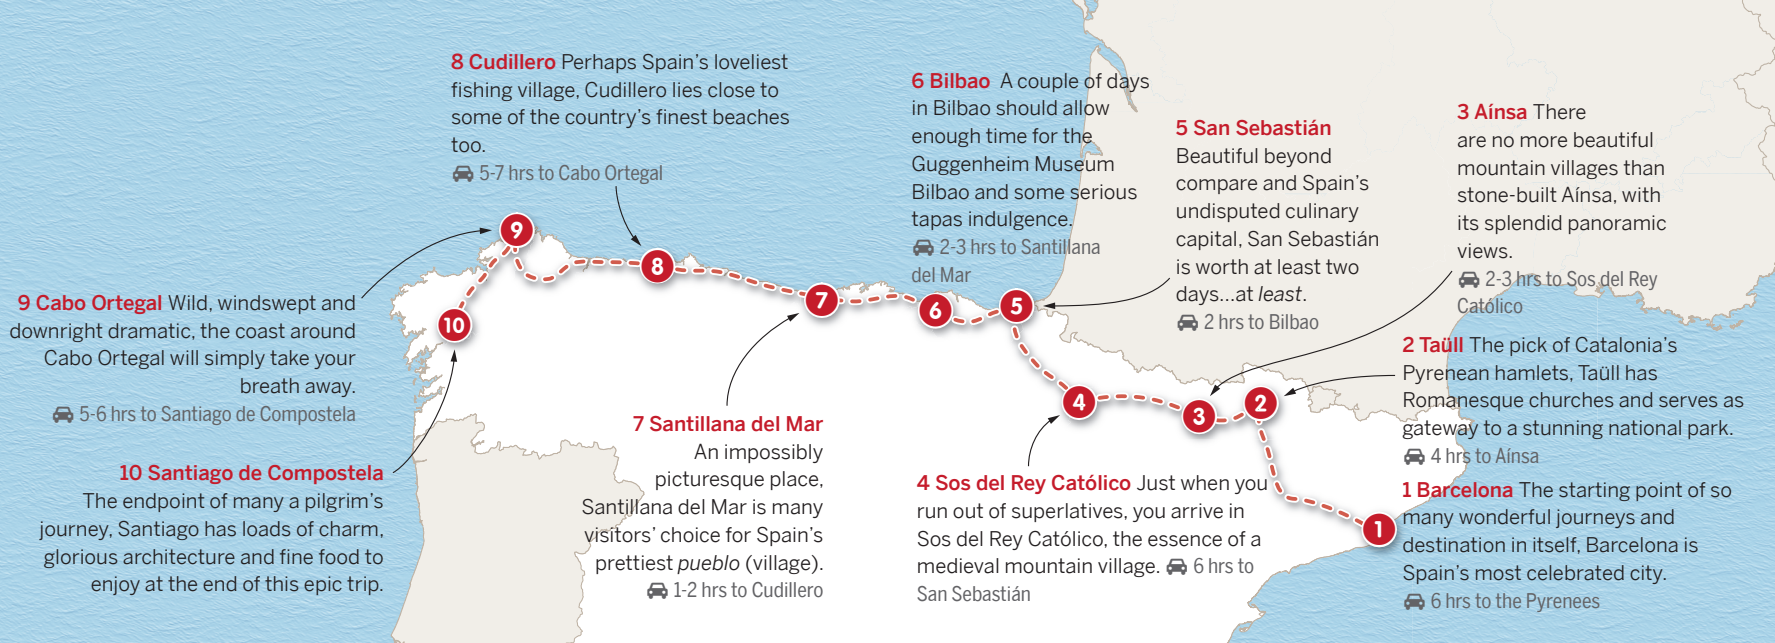 8 Cudillero Perhaps Spain's loveliest
fishing village, Cudillero lies close to
some of the country's finest beaches
too.
5-7 hrs to Cabo Ortegal
6 Bilbao A couple of days
in Bilbao should allow
enough time for the
Guggenheim Museum
Bilbao and some serious
tapas indulgence.
2-3 hrs to Santillana
del Mar
5 San Sebastián
Beautiful beyond
compare and Spain's
undisputed culinary
capital, San Sebastián
is worth at least two
days...at least.
2 hrs to Bilbao
3 Aínsa There
are no more beautiful
mountain villages than
stone-built Aínsa, with
its splendid panoramic
views.
2-3 hrs to Sos del Rey
Católico
2 Taüll The pick of Catalonia's
Pyrenean hamlets, Taüll has
Romanesque churches and serves as
gateway to a stunning national park.
4 hrs to Aínsa
1 Barcelona The starting point of so
many wonderful journeys and
destination in itself, Barcelona is
Spain's most celebrated city.
6 hrs to the Pyrenees
9 Cabo Ortegal Wild, windswept and
downright dramatic, the coast around
Cabo Ortegal will simply take your
breath away.
5-6 hrs to Santiago de Compostela
10 Santiago de Compostela
The endpoint of many a pilgrim's
journey, Santiago has loads of charm,
glorious architecture and fine food to
enjoy at the end of this epic trip.
7 Santillana del Mar
An impossibly
picturesque place,
Santillana del Mar is many
visitors' choice for Spain's
prettiest pueblo (village).
1-2 hrs to Cudillero
4 Sos del Rey Católico Just when you
run out of superlatives, you arrive in
Sos del Rey Católico, the essence of a
medieval mountain village. 6 hrs to
San Sebastián
9
10
8
7
6
5
4
3
2
1